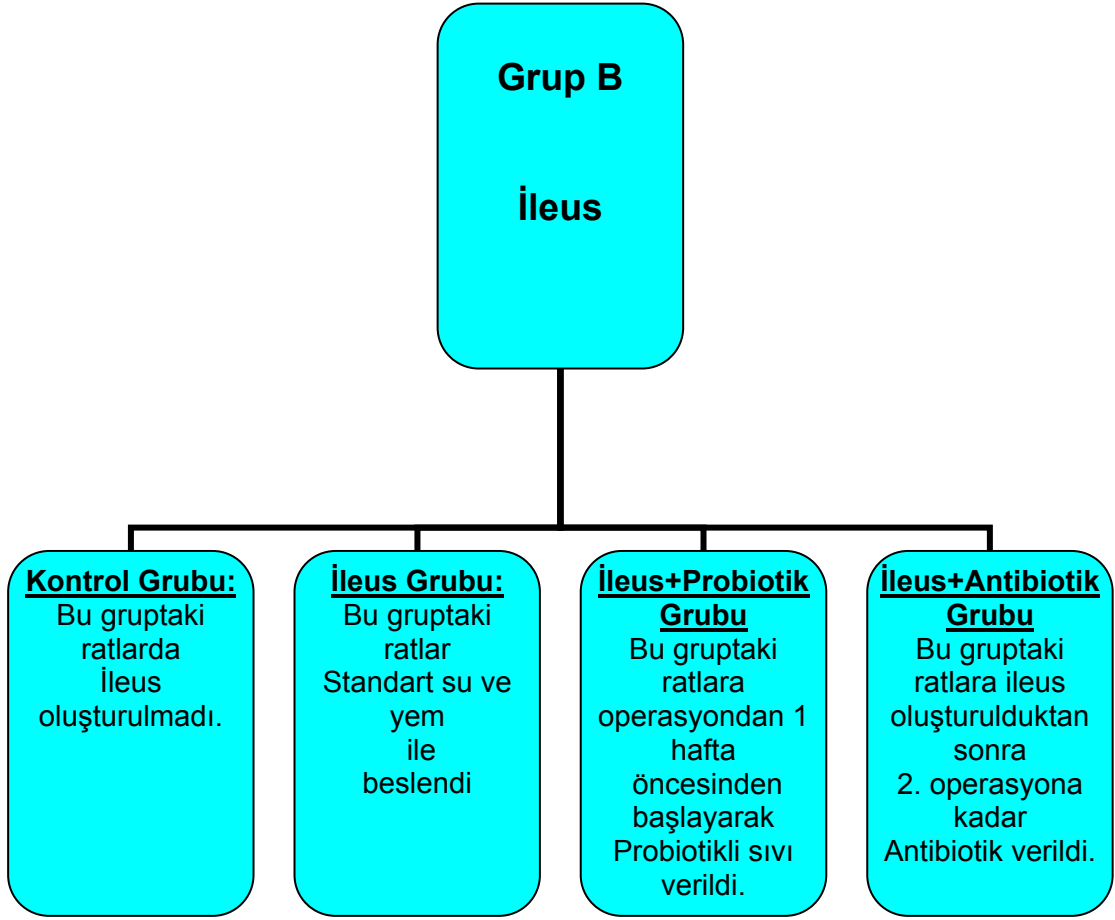 Grup B
İleus
Kontrol Grubu:
Bu gruptaki
ratlarda
İleus
oluşturulmadı.
İleus Grubu:
Bu gruptaki
ratlar
Standart su ve
yem
ile
beslendi
İleus+Probiotik
Grubu
Bu gruptaki
ratlara
operasyondan 1
hafta
öncesinden
başlayarak
Probiotikli sıvı
verildi.
İleus+Antibiotik
Grubu
Bu gruptaki
ratlara ileus
oluşturulduktan
sonra
2. operasyona
kadar
Antibiotik verildi.